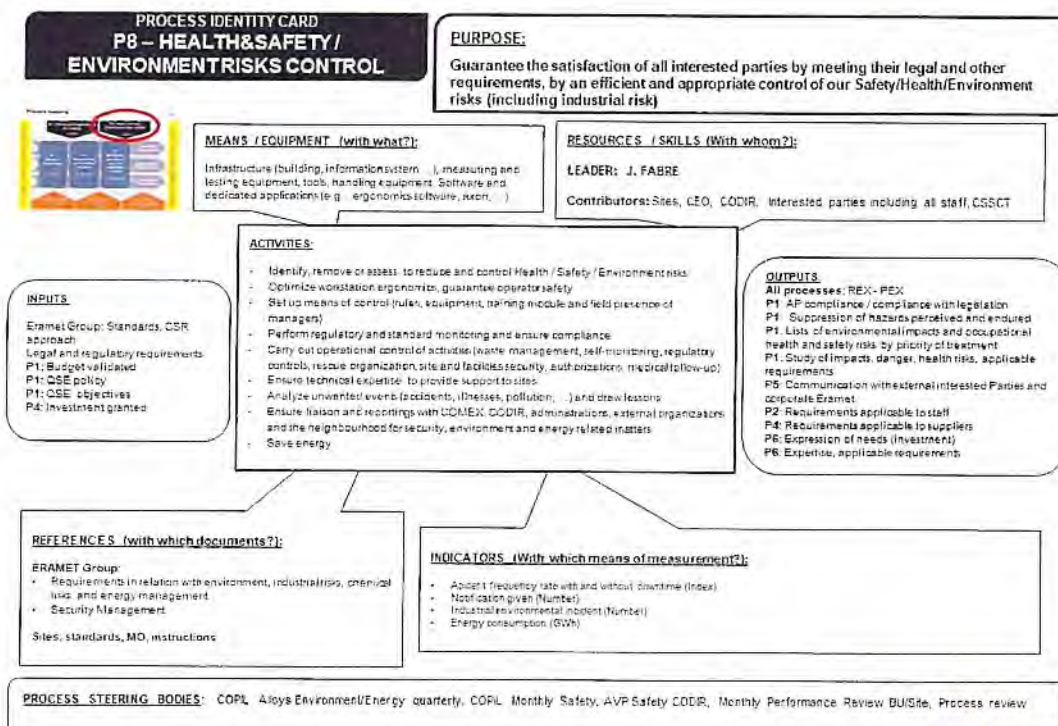 PROCESS IDENTITY CARD
P8 – HEALTH&SAFETY /
ENVIRONMENTRISKS CONTROL
PURPOSE:
Guarantee the satisfaction of all interested parties by meeting their legal and other
requirements, by an efficient and appropriate control of our Safety/Health/Environment
risks (including industrial risk)
MEANS / EQUIPMENT (with what?):
Infrastructure (building, information system ...), measuring and
testing equipment, tools, handling equipment. Software and
dedicated applications (e.g. : ergonomics software, ...)
RESOURCES / SKILLS (With whom?):
LEADER: J. FABRE
Contributors: Sites, CEO, CODIR, Interested parties including all staff, CSSCT
ACTIVITIES:
- Identify, remove or assess to reduce and control Health / Safety / Environment risks
- Optimize workstation ergonomics, guarantee operator safety
- Set up means of control (rules, equipment, training module and field presence of
managers)
- Perform regulatory and standard monitoring and ensure compliance
- Carry out operational control of activities (waste management, self-monitoring, regulatory
controls, rescue organization, site and facilities security, authorizations, medical follow-up)
- Ensure technical expertise to provide support to sites
- Analyze unwanted events (accidents, illnesses, pollution, ...) and draw lessons
- Ensure liaison and reportings with COMEX, CODIR, administrations, external organizations
and the neighbourhood for security, environment and energy related matters
- Save energy
INPUTS
Eramet Group: Standards, CSR
approach
Legal and regulatory requirements
P1: Budget validated
P1: QSE policy
P1: QSE objectives
P4: Investment granted
OUTPUTS
All processes: REX - PEX
P1: AP compliance / compliance with legislation
P1: Suppression of hazards perceived and endured
P1: Lists of environmental impacts and occupational
health and safety risks by priority of treatment
P1: Study of impacts, danger, health risks, applicable
requirements
P5: Communication with external interested Parties and
corporate Eramet
P2: Requirements applicable to staff
P4: Requirements applicable to suppliers
P6: Expression of needs (investment)
P6: Expertise, applicable requirements
REFERENCES (with which documents?):
ERAMET Group:
• Requirements in relation with environment, industrial risks, chemical
risks and energy management
• Security Management
Sites, standards, MO, instructions
INDICATORS (With which means of measurement?):
• Accident frequency rate with and without downtime (Index)
• Notification given (Number)
• Industrial environmental incident (Number)
• Energy consumption (GWh)
PROCESS STEERING BODIES: COPIL Alloys Environment/Energy quarterly, COPIL Monthly Safety, AVP Safety CODIR, Monthly Performance Review BU/Site, Process review